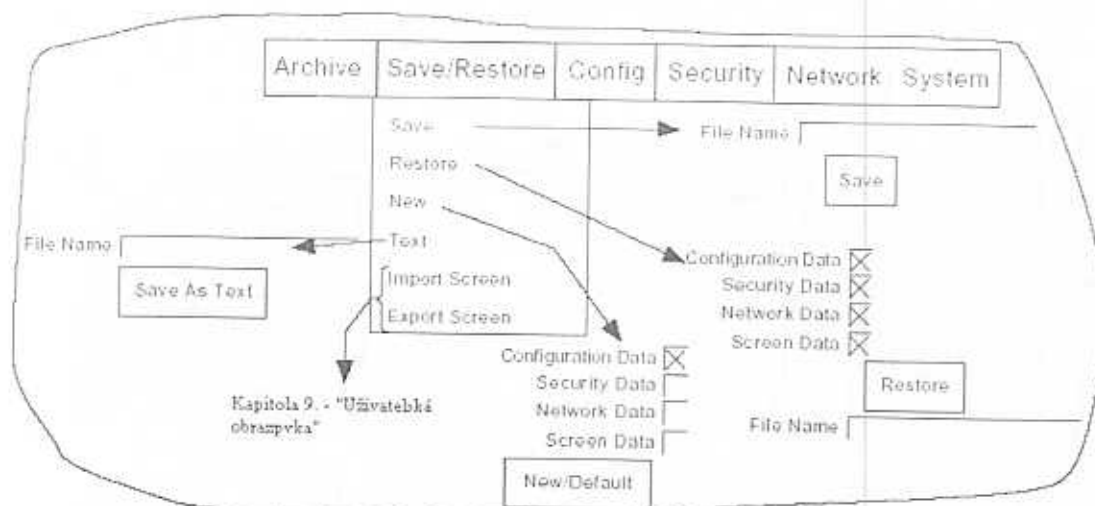 Archive Save/Restore Config Security Network System
Save
Restore
New
Text
Import Screen
Export Screen
File Name
Save
File Name
Save As Text
Configuration Data
Security Data
Network Data
Screen Data
Restore
File Name
Configuration Data
Security Data
Network Data
Screen Data
New/Default
Kapitola 9. - "Uživatebká
obrazpvka"